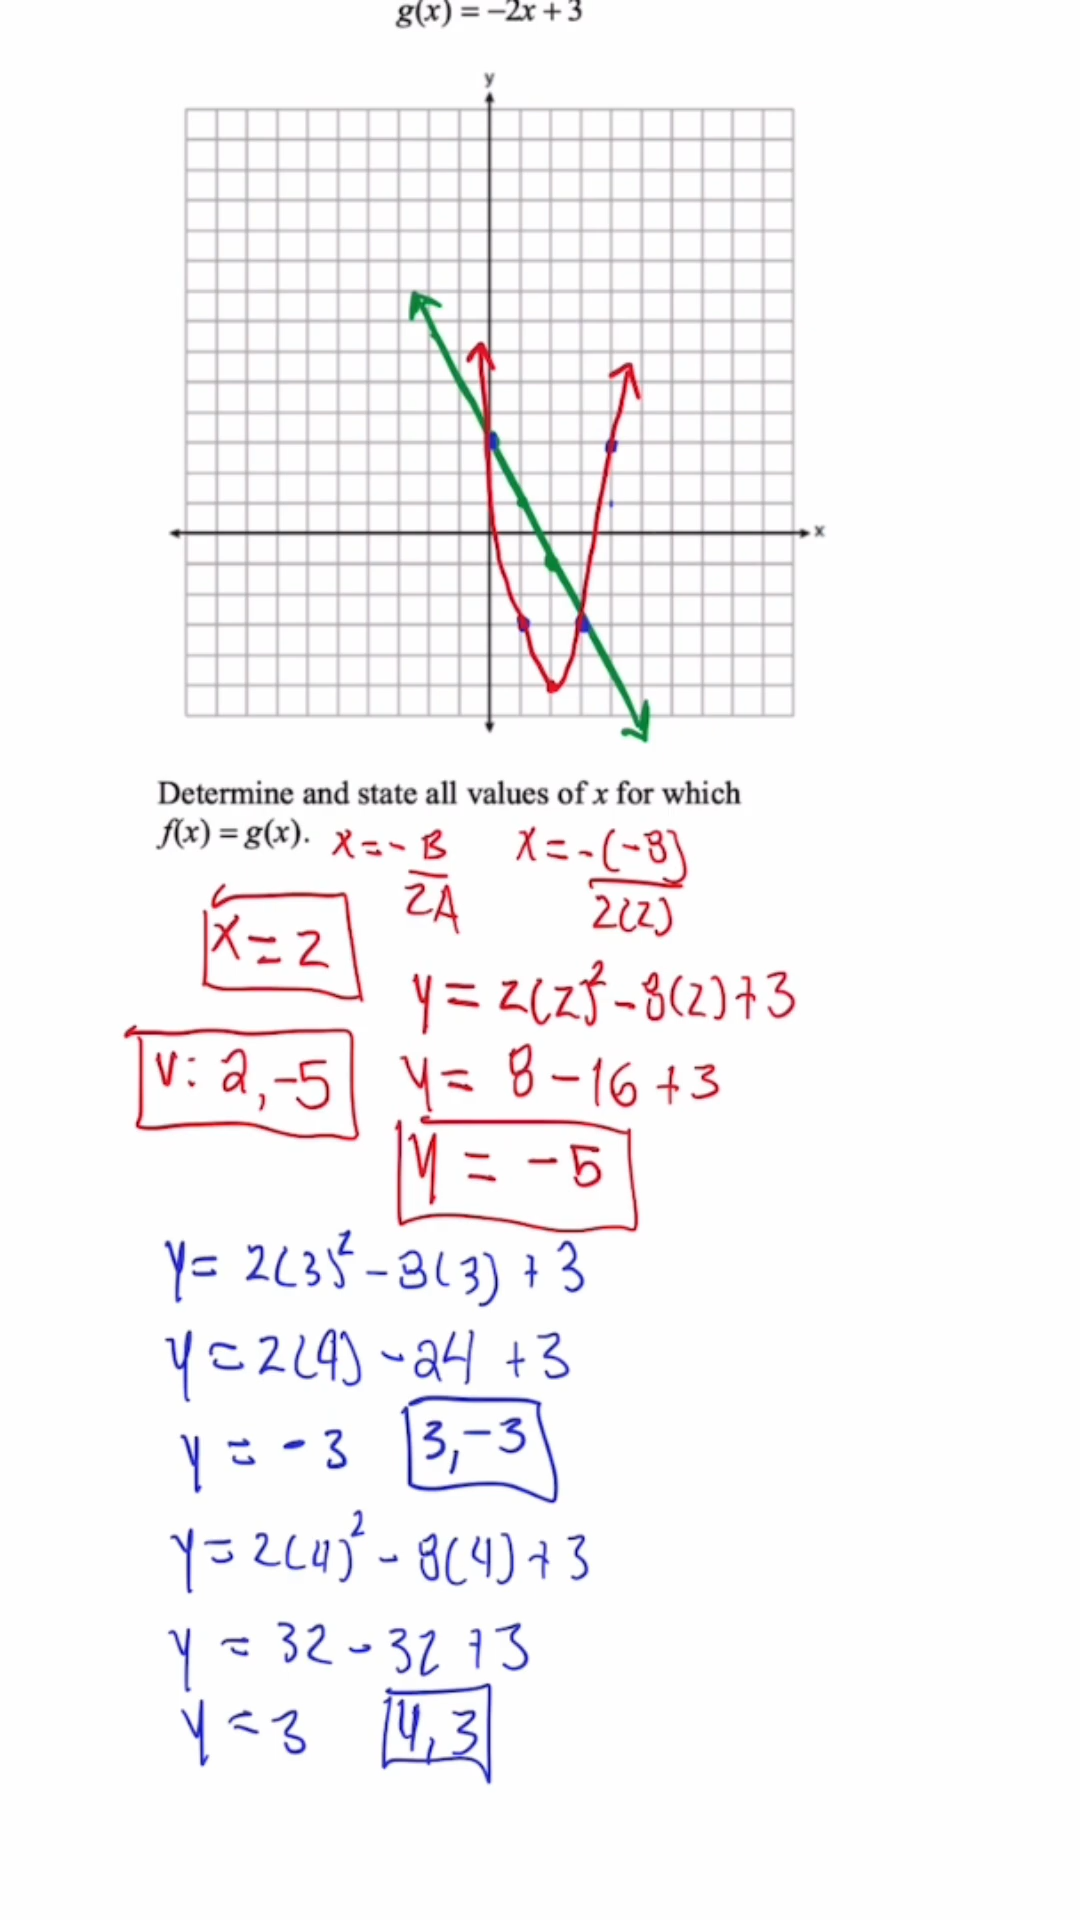 g(x) = −2x + 3
y
x
Determine and state all values of x for which
f(x) = g(x).
x = - B/2A
x = -(-8)/2(2)
x = 2
y = 2(2)² - 8(2) + 3
V: 2, -5
y = 8 - 16 + 3
y = -5
y = 2(3)² - 8(3) + 3
y = 2(9) - 24 + 3
y = -3
3, -3
y = 2(4)² - 8(4) + 3
y = 32 - 32 + 3
y = 3
4, 3